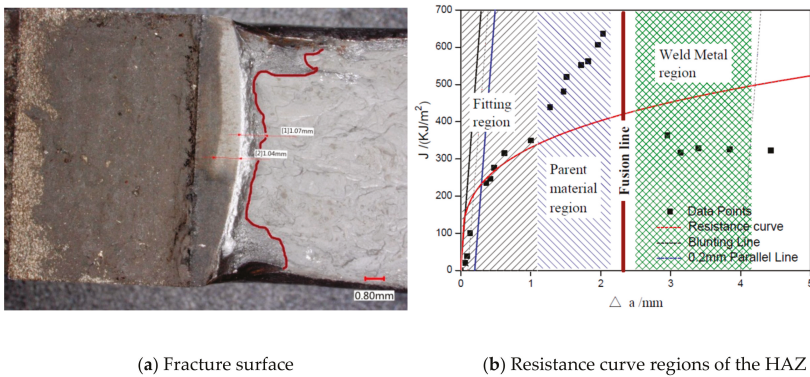 [1]1.07mm
[2]1.04mm
0.80mm
700
600
500
400
300
200
100
0
J /(KJ/m²)
Fitting
region
Parent
material
region
Fusion line
Weld Metal
region
Data Points
Resistance curve
Blunting Line
0.2mm Parallel Line
0 1 2 3 4 5
△ a /mm
(a) Fracture surface
(b) Resistance curve regions of the HAZ